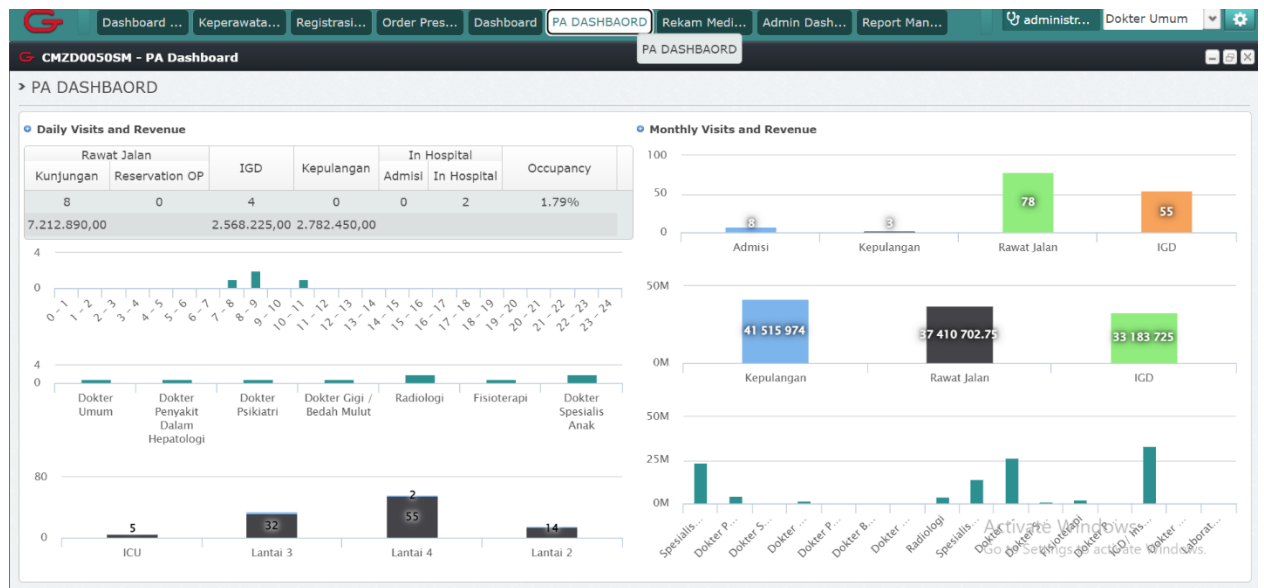 Dashboard ... Keperawata... Registrasi... Order Pres... Dashboard PA DASHBAORD Rekam Medi... Admin Dash... Report Man... administr... Dokter Umum
PA DASHBAORD
CMZD0050SM - PA Dashboard
PA DASHBAORD
Daily Visits and Revenue
Rawat Jalan IGD Kepulangan In Hospital Occupancy
Kunjungan Reservation OP Admisi In Hospital
8 0 4 0 0 2 1.79%
7.212.890,00 2.568.225,00 2.782.450,00
4
0
0 - 1 1 - 2 2 - 3 3 - 4 4 - 5 5 - 6 6 - 7 7 - 8 8 - 9 9 - 10 10 - 11 11 - 12 12 - 13 13 - 14 14 - 15 15 - 16 16 - 17 17 - 18 18 - 19 19 - 20 20 - 21 21 - 22 22 - 23 23 - 24
4
0
Dokter Umum
Dokter Penyakit Dalam Hepatologi
Dokter Psikiatri
Dokter Gigi / Bedah Mulut
Radiologi
Fisioterapi
Dokter Spesialis Anak
80
0
5 32 2 55 14
ICU Lantai 3 Lantai 4 Lantai 2
Monthly Visits and Revenue
100
50
0
8 3 78 55
Admisi Kepulangan Rawat Jalan IGD
50M
0M
41 515 974 37 410 702.75 33 183 725
Kepulangan Rawat Jalan IGD
50M
25M
0M
Spesialis... Dokter P... Dokter S... Dokter ... Dokter P... Dokter B... Dokter ... Radiologi Spesialis... Dokter ... Dokter S... Fisioterapi Dokter P... IGD / Ins... Dokter ... Laborat...
Activate Windows
Go to Settings to activate Windows.